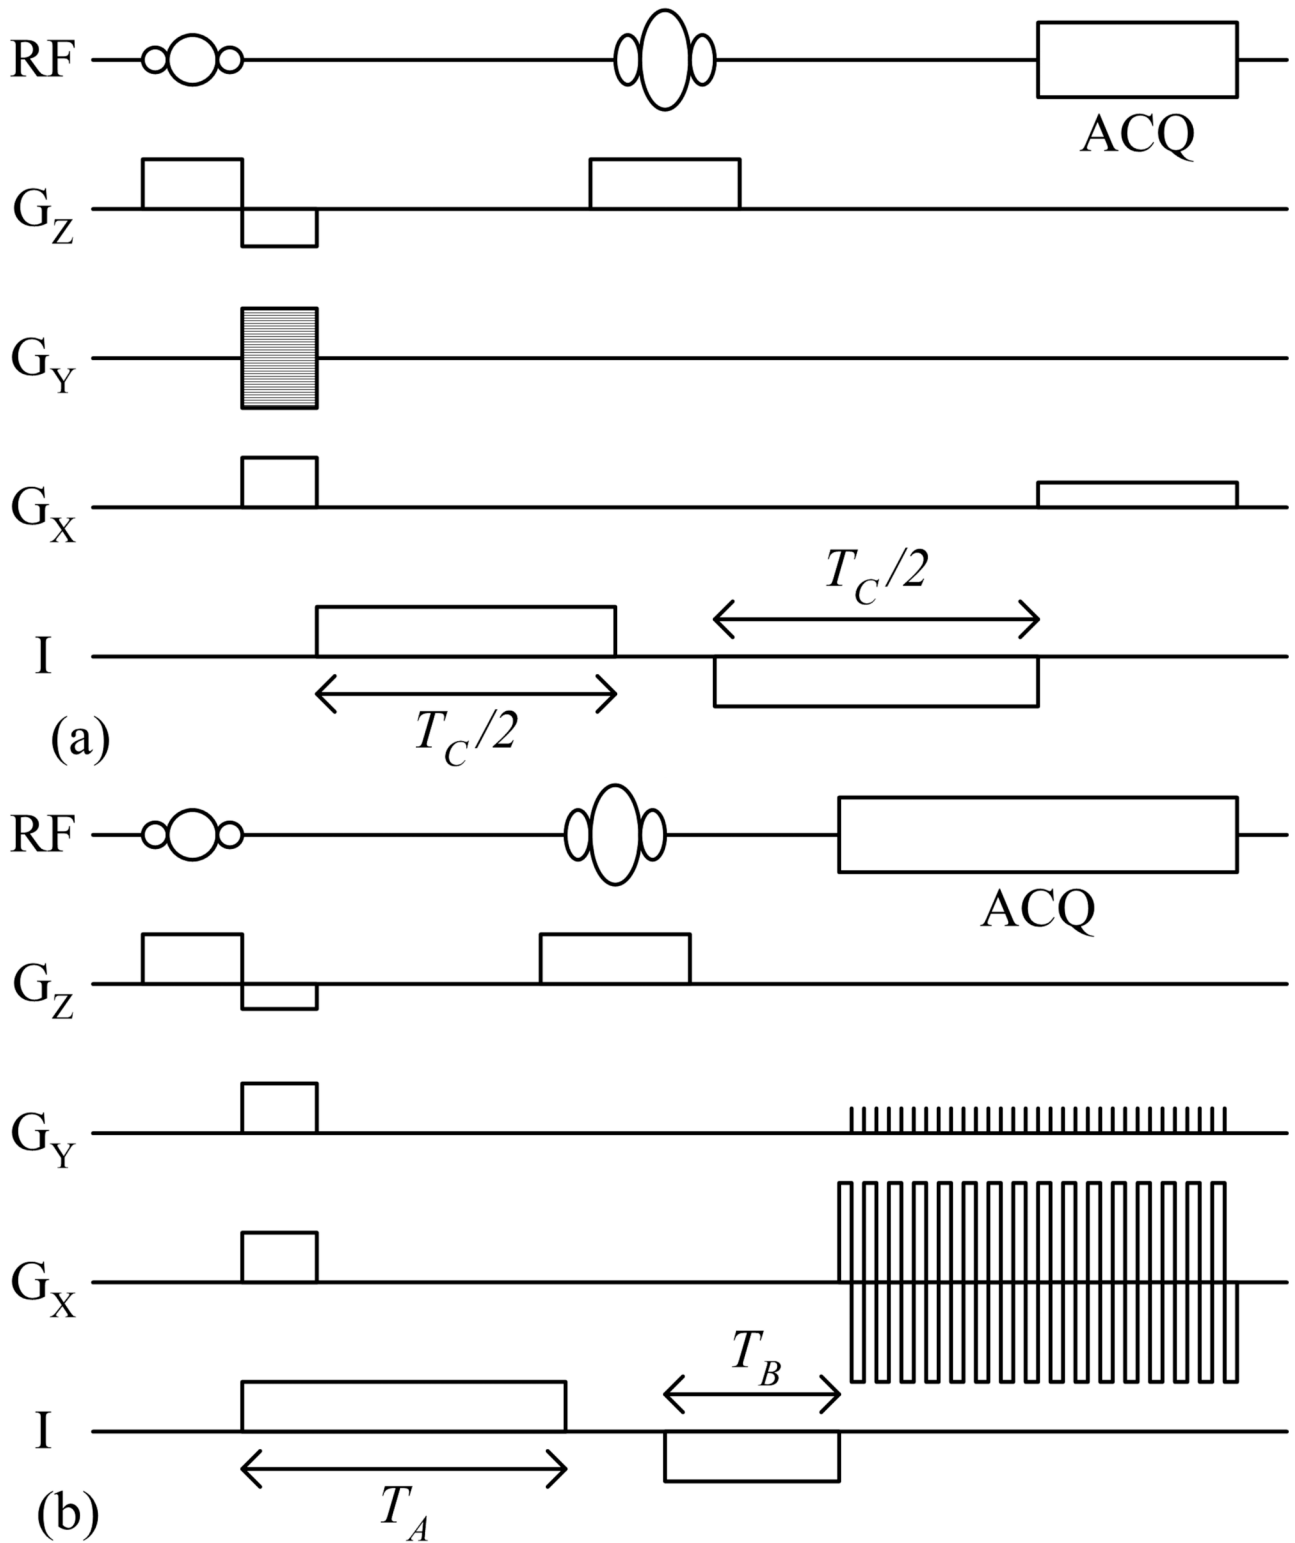 RF
ACQ
G_Z
G_Y
G_X
T_C/2
I
T_C/2
(a)
RF
ACQ
G_Z
G_Y
G_X
T_B
I
T_A
(b)